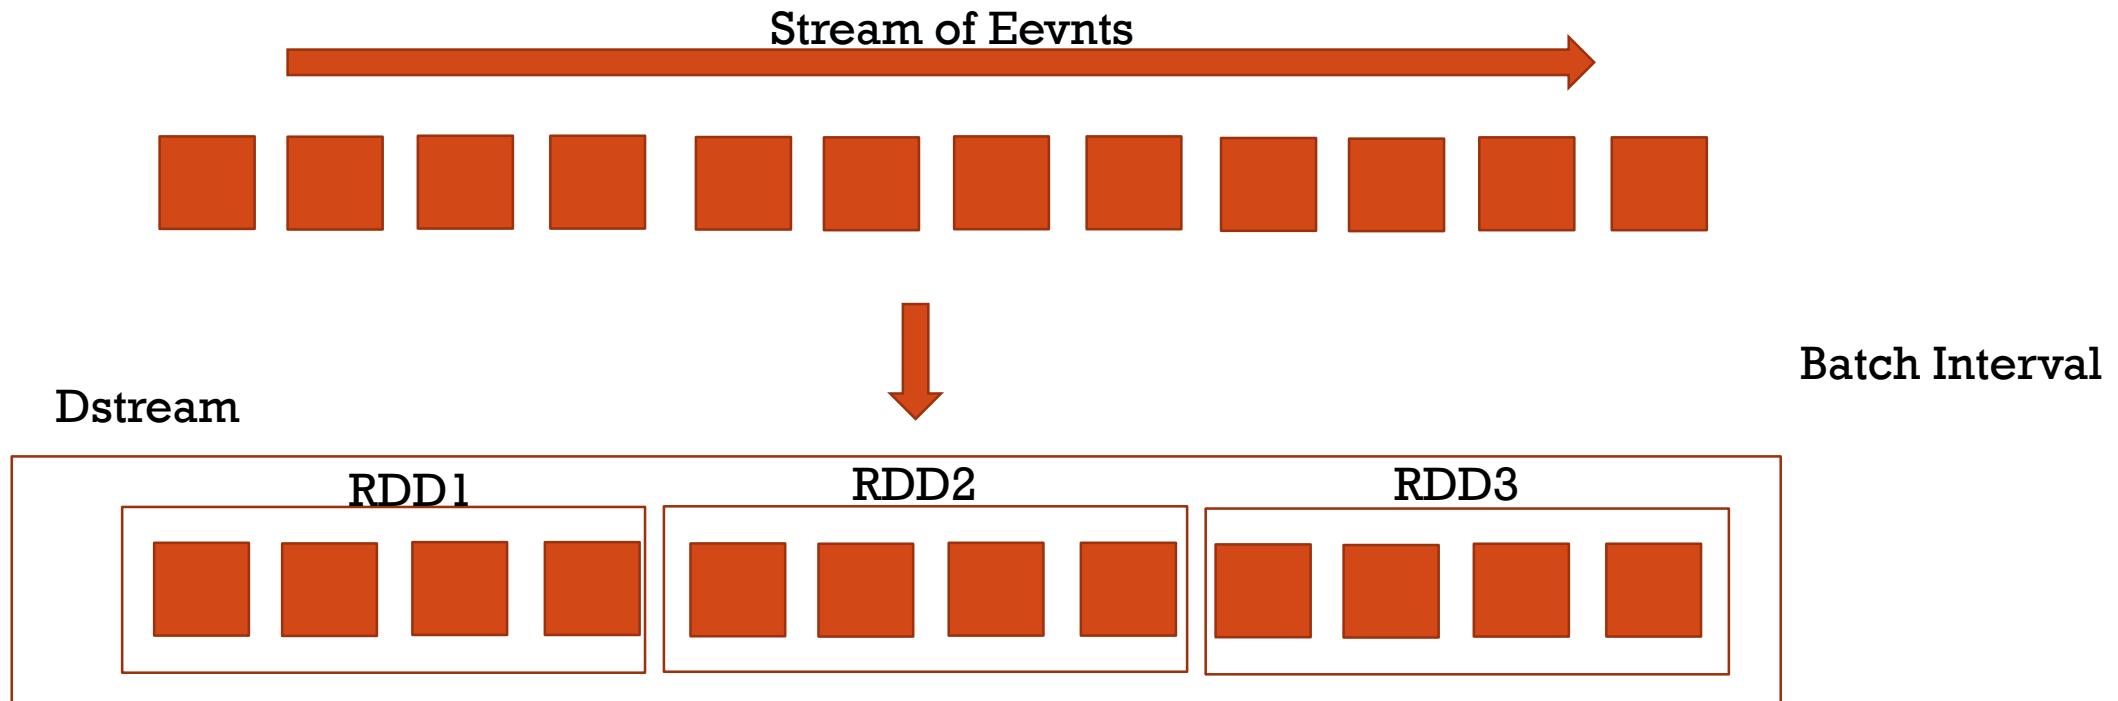 Stream of Eevnts
Batch Interval
Dstream
RDD1
RDD2
RDD3